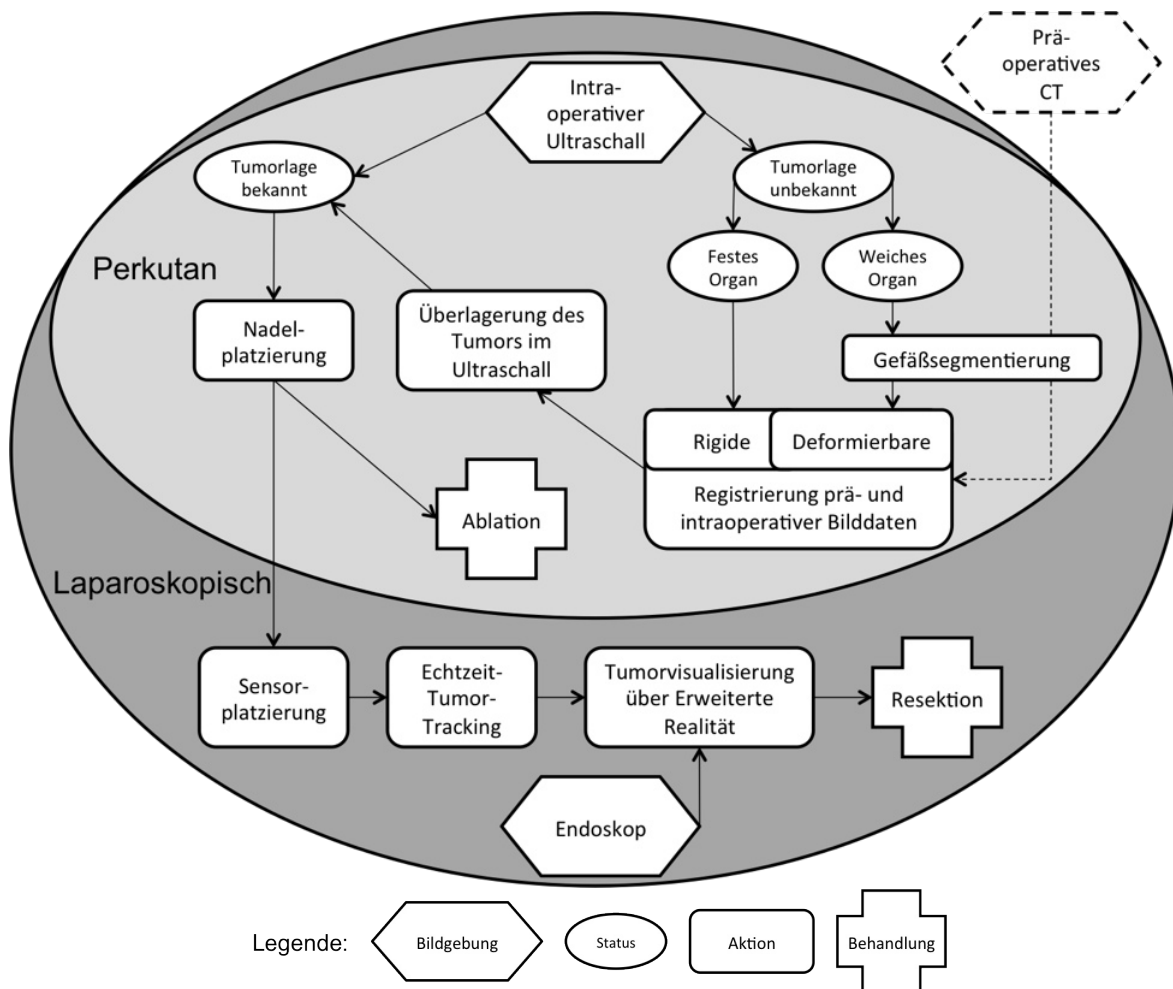 Prä-
operatives
CT
Intra-
operativer
Ultraschall
Tumorlage
bekannt
Tumorlage
unbekannt
Perkutan
Festes
Organ
Weiches
Organ
Nadel-
platzierung
Überlagerung des
Tumors im
Ultraschall
Gefäßsegmentierung
Rigide
Deformierbare
Registrierung prä- und
intraoperativer Bilddaten
Ablation
Laparoskopisch
Sensor-
platzierung
Echtzeit-
Tumor-
Tracking
Tumorvisualisierung
über Erweiterte
Realität
Resektion
Endoskop
Legende:
Bildgebung
Status
Aktion
Behandlung